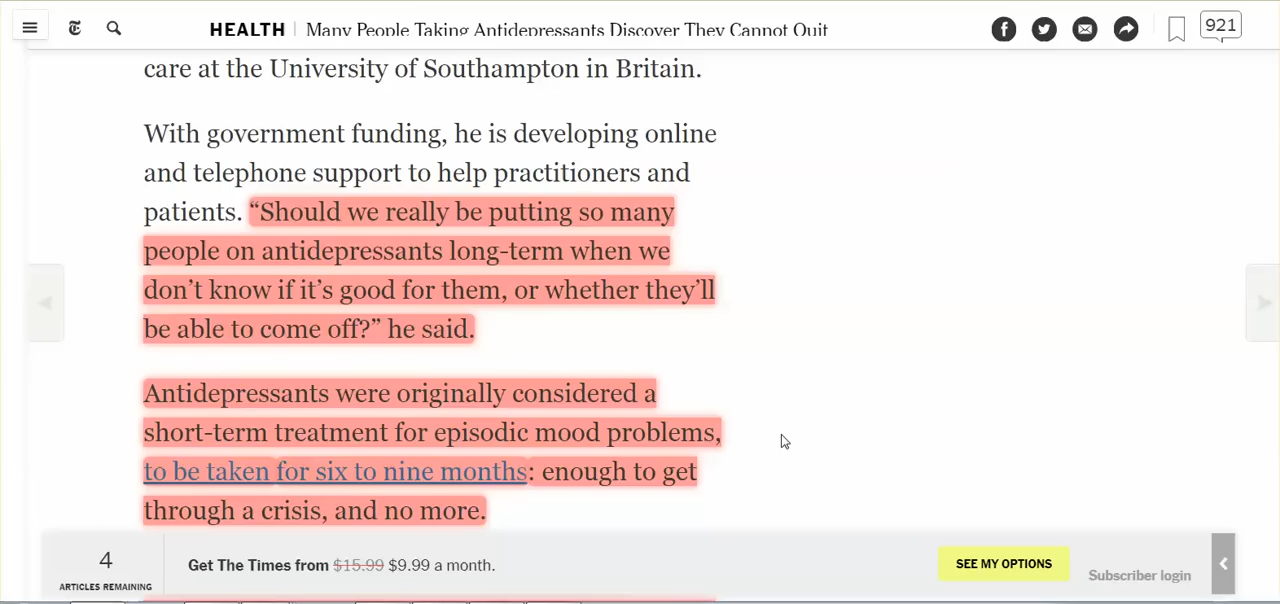 HEALTH | Many People Taking Antidepressants Discover They Cannot Quit
921
care at the University of Southampton in Britain.
With government funding, he is developing online
and telephone support to help practitioners and
patients. “Should we really be putting so many
people on antidepressants long-term when we
don’t know if it’s good for them, or whether they’ll
be able to come off?” he said.
Antidepressants were originally considered a
short-term treatment for episodic mood problems,
to be taken for six to nine months: enough to get
through a crisis, and no more.
4
ARTICLES REMAINING
Get The Times from $15.99 $9.99 a month.
SEE MY OPTIONS
Subscriber login